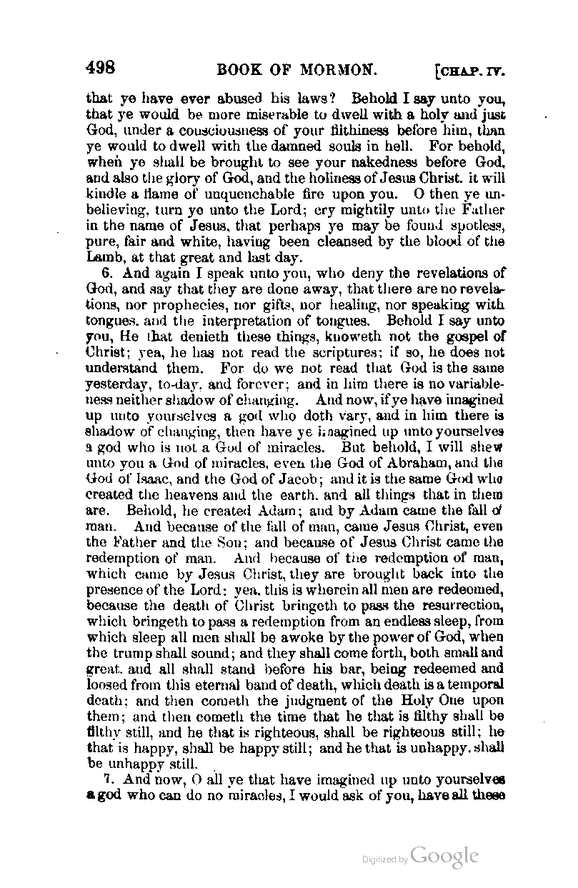 498 BOOK OF MORMON. [CHAP. IV.
that ye have ever abused his laws? Behold I say unto you,
that ye would be more miserable to dwell with a holy and just
God, under a consciousness of your filthiness before him, than
ye would to dwell with the damned souls in hell. For behold,
when ye shall be brought to see your nakedness before God,
and also the glory of God, and the holiness of Jesus Christ. it will
kindle a flame of unquenchable fire upon you. O then ye un-
believing, turn ye unto the Lord; cry mightily unto the Father
in the name of Jesus, that perhaps ye may be found spotless,
pure, fair and white, having been cleansed by the blood of the
Lamb, at that great and last day.
6. And again I speak unto you, who deny the revelations of
God, and say that they are done away, that there are no revela-
tions, nor prophecies, nor gifts, nor healing, nor speaking with
tongues. and the interpretation of tongues. Behold I say unto
you, He that denieth these things, knoweth not the gospel of
Christ; yea, he has not read the scriptures; if so, he does not
understand them. For do we not read that God is the same
yesterday, to-day. and forever; and in him there is no variable-
ness neither shadow of changing. And now, if ye have imagined
up unto yourselves a god who doth vary, and in him there is
shadow of changing, then have ye imagined up unto yourselves
a god who is not a God of miracles. But behold, I will shew
unto you a God of miracles, even the God of Abraham, and the
God of Isaac, and the God of Jacob; and it is the same God who
created the heavens and the earth. and all things that in them
are. Behold, he created Adam; and by Adam came the fall of
man. And because of the fall of man, came Jesus Christ, even
the Father and the Son; and because of Jesus Christ came the
redemption of man. And because of the redemption of man,
which came by Jesus Christ, they are brought back into the
presence of the Lord; yea. this is wherein all men are redeemed,
because the death of Christ bringeth to pass the resurrection,
which bringeth to pass a redemption from an endless sleep, from
which sleep all men shall be awoke by the power of God, when
the trump shall sound; and they shall come forth, both small and
great. and all shall stand before his bar, being redeemed and
loosed from this eternal band of death, which death is a temporal
death; and then cometh the judgment of the Holy One upon
them; and then cometh the time that he that is filthy shall be
filthy still, and he that is righteous, shall be righteous still; he
that is happy, shall be happy still; and he that is unhappy. shall
be unhappy still.
7. And now, O all ye that have imagined up unto yourselves
a god who can do no miracles, I would ask of you, have all these
Digitized by Google